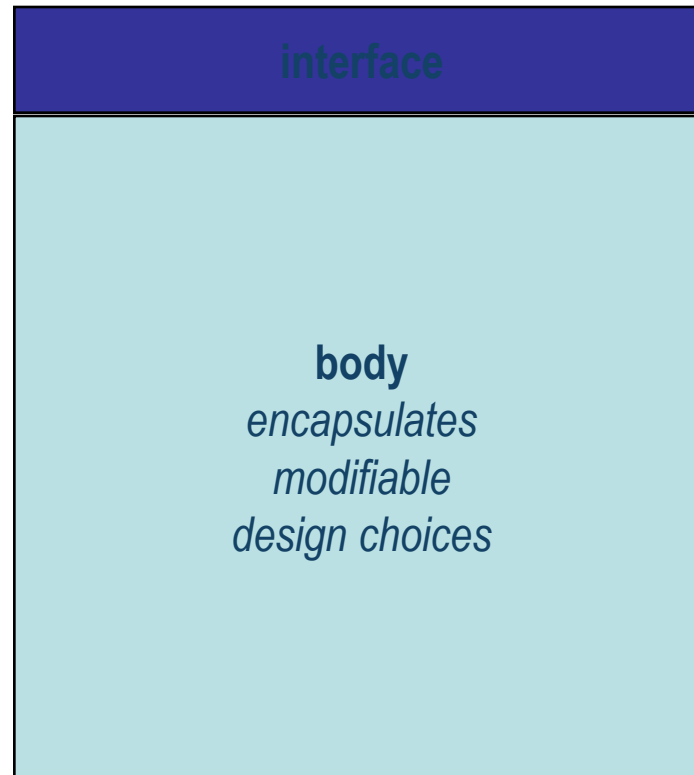 interface
body
encapsulates
modifiable
design choices